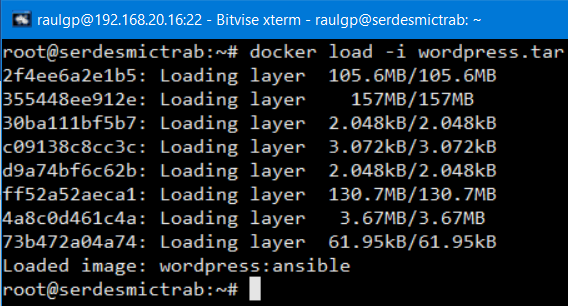 raulgp@192.168.20.16:22 - Bitvise xterm - raulgp@serdesmictrab: ~
root@serdesmictrab:~# docker load -i wordpress.tar
2f4ee6a2e1b5: Loading layer  105.6MB/105.6MB
355448ee912e: Loading layer    157MB/157MB
30ba111bf5b7: Loading layer  2.048kB/2.048kB
c09138c8cc3c: Loading layer  3.072kB/3.072kB
d9a74bf6c62b: Loading layer  2.048kB/2.048kB
ff52a52aeca1: Loading layer  130.7MB/130.7MB
4a8c0d461c4a: Loading layer   3.67MB/3.67MB
73b472a04a74: Loading layer  61.95kB/61.95kB
Loaded image: wordpress:ansible
root@serdesmictrab:~#